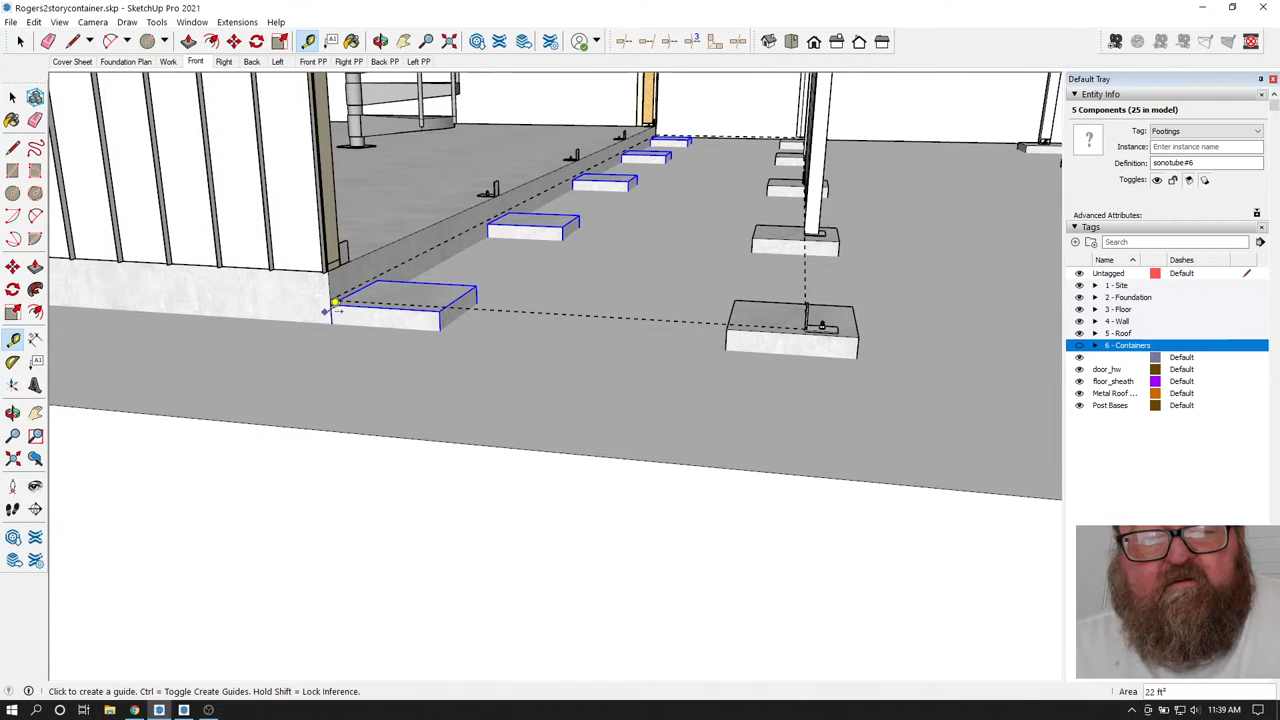 Rogers2storycontainer.skp - SketchUp Pro 2021
File Edit View Camera Draw Tools Window Extensions Help
3
Cover Sheet Foundation Plan Work Front Right Back Left Front PP Right PP Back PP Left PP
Default Tray
Entity Info
5 Components (25 in model)
Tag: Footings
Instance: Enter instance name
Definition: sonotube#6
Toggles:
Advanced Attributes:
Tags
Search
Name Dashes
Untagged Default
1 - Site
2 - Foundation
3 - Floor
4 - Wall
5 - Roof
6 - Containers
Default
door_hw Default
floor_sheath Default
Metal Roof ... Default
Post Bases Default
Click to create a guide. Ctrl = Toggle Create Guides. Hold Shift = Lock Inference.
Area 22 ft²
11:39 AM